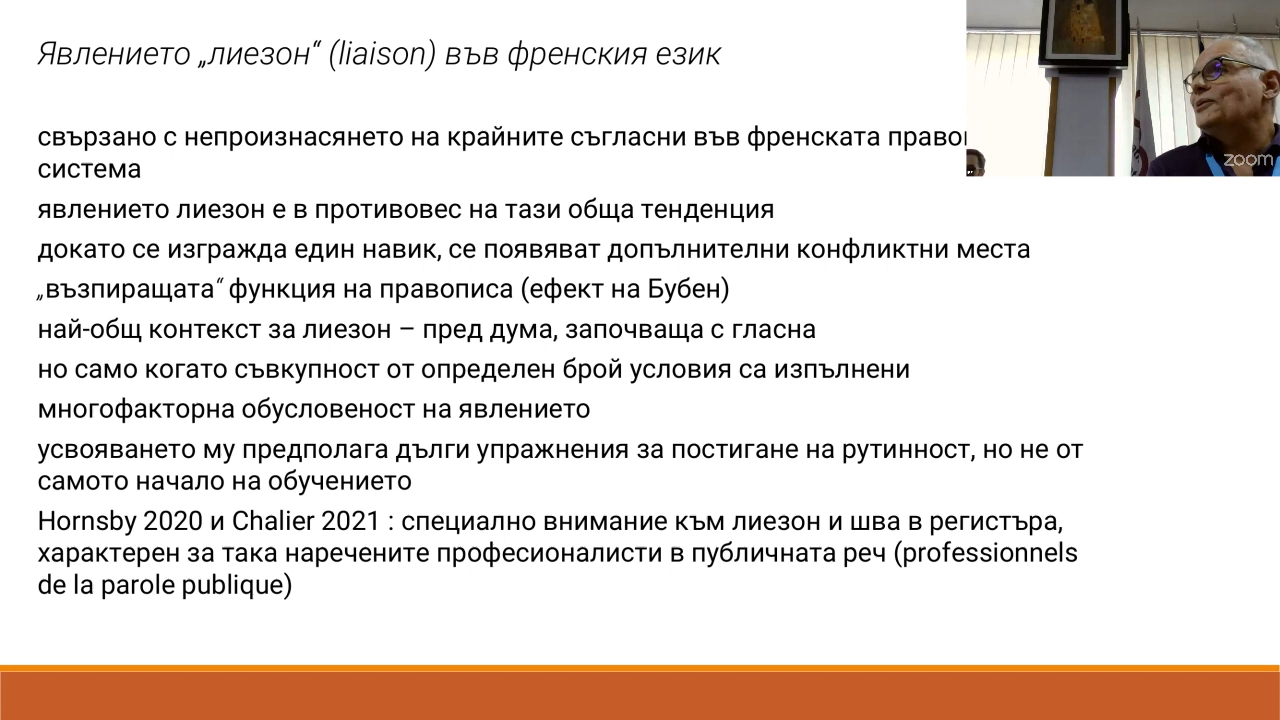 Явлението „лиезон“ (liaison) във френския език
свързано с непроизнасянето на крайните съгласни във френската
система
явлението лиезон е в противовес на тази обща тенденция
докато се изгражда един навик, се появяват допълнителни конфликтни места
„възпиращата“ функция на правописа (ефект на Бубен)
най-общ контекст за лиезон – пред дума, започваща с гласна
но само когато съвкупност от определен брой условия са изпълнени
многофакторна обусловеност на явлението
усвояването му предполага дълги упражнения за постигане на рутинност, но не от
самото начало на обучението
Hornsby 2020 и Chalier 2021 : специално внимание към лиезон и шва в регистъра,
характерен за така наречените професионалисти в публичната реч (professionnels
de la parole publique)
zoom